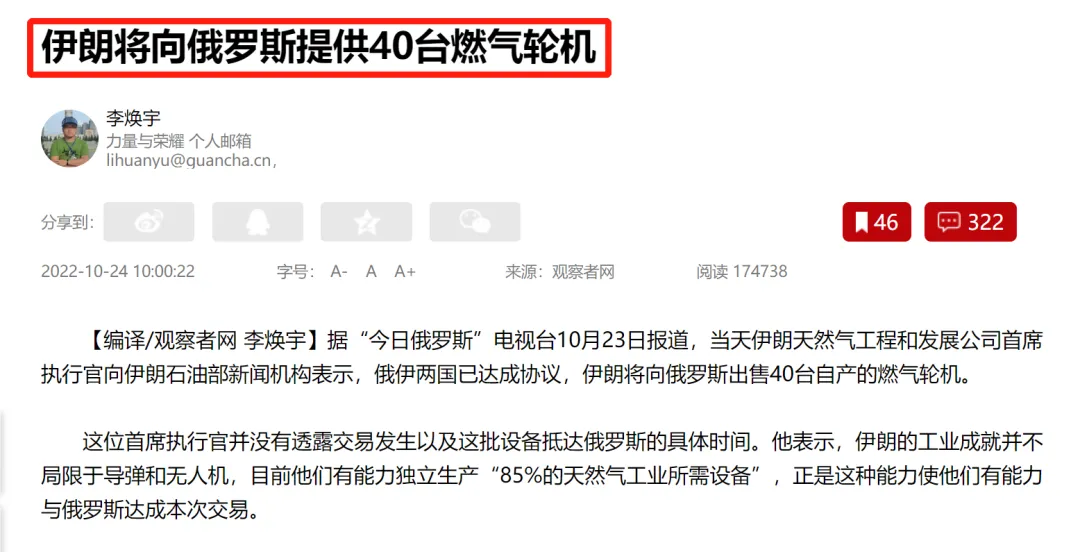 伊朗将向俄罗斯提供40台燃气轮机
李焕宇
力量与荣耀 个人邮箱
lihuanyu@guancha.cn，
分享到：
46
322
2022-10-24 10:00:22 字号： A- A A+ 来源：观察者网 阅读 174738
【编译/观察者网 李焕宇】据“今日俄罗斯”电视台10月23日报道，当天伊朗天然气工程和发展公司首席
执行官向伊朗石油部新闻机构表示，俄伊两国已达成协议，伊朗将向俄罗斯出售40台自产的燃气轮机。
这位首席执行官并没有透露交易发生以及这批设备抵达俄罗斯的具体时间。他表示，伊朗的工业成就并不
局限于导弹和无人机，目前他们有能力独立生产“85%的天然气工业所需设备”，正是这种能力使他们有能力
与俄罗斯达成本次交易。